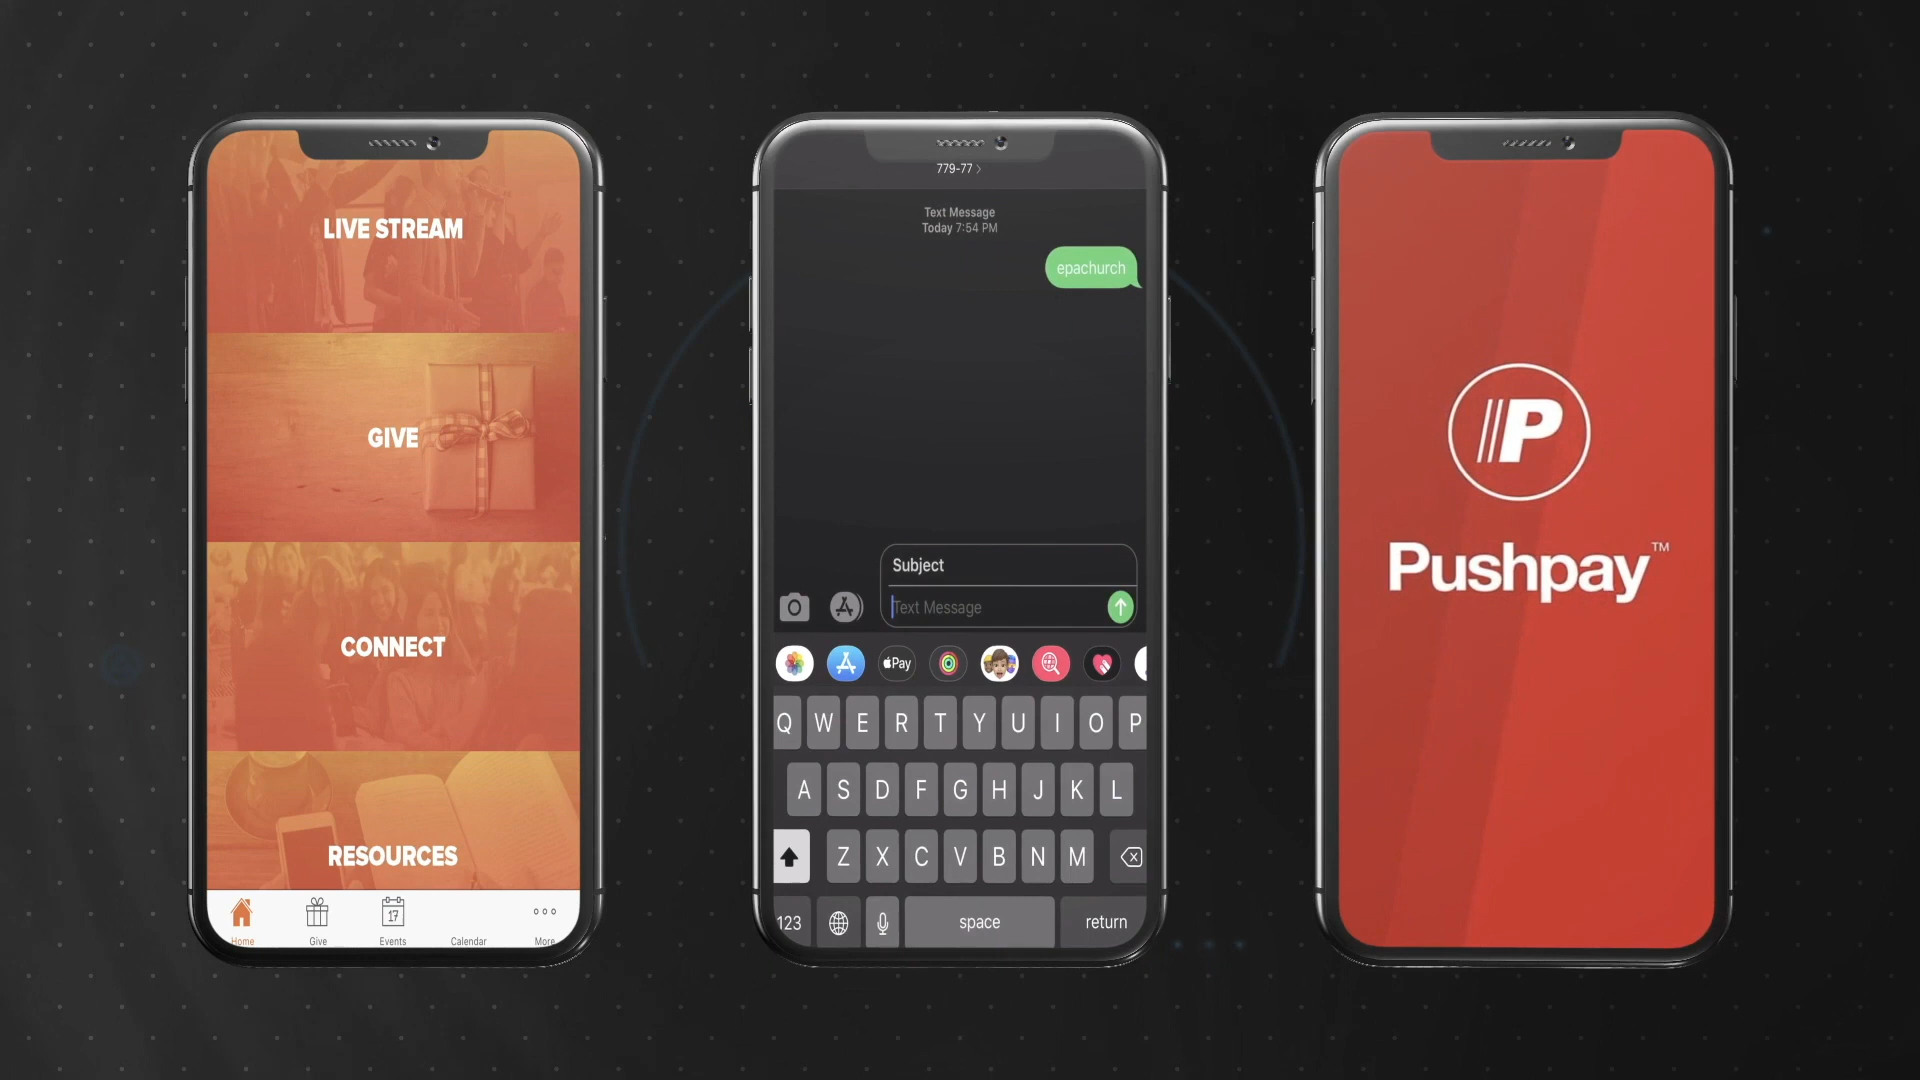 LIVE STREAM
GIVE
CONNECT
RESOURCES
17
Home
Give
Events
Calendar
More
779-77 >
Text Message
Today 7:54 PM
epachurch
Subject
Text Message
Pay
Q W E R T Y U I O P
A S D F G H J K L
Z X C V B N M
123
space
return
P
Pushpay™